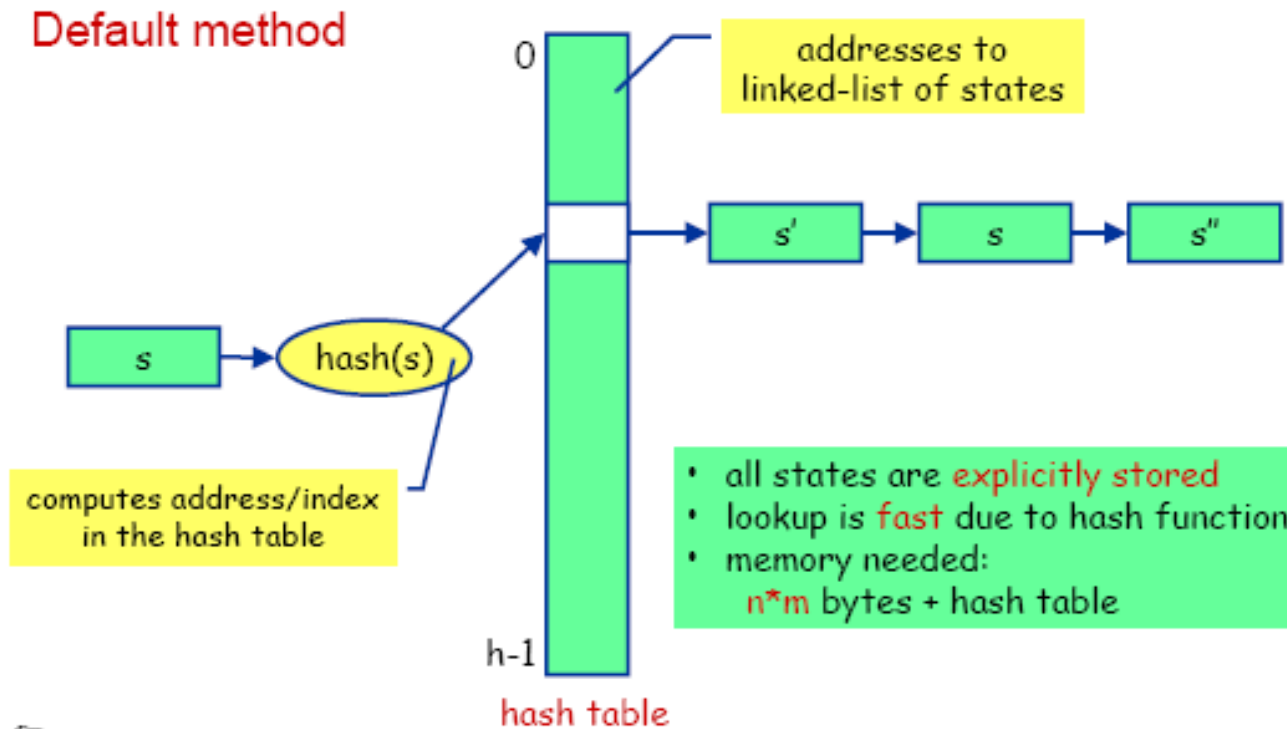 Default method
0
addresses to
linked-list of states
s'
s
s"
s
hash(s)
computes address/index
in the hash table
• all states are explicitly stored
• lookup is fast due to hash function
• memory needed:
n*m bytes + hash table
h-1
hash table